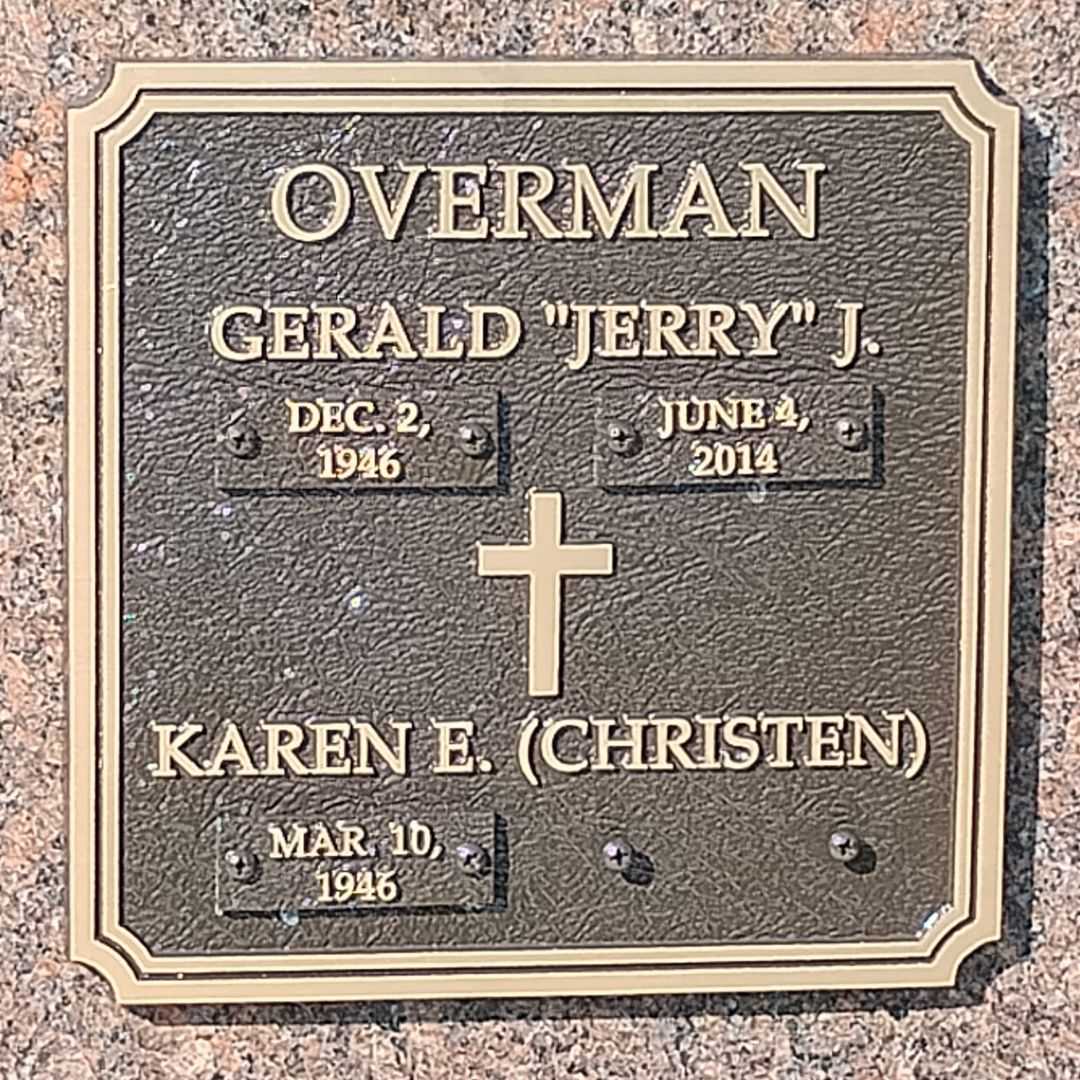 OVERMAN
GERALD "JERRY" J.
DEC. 2,
1946
JUNE 4,
2014
KAREN E. (CHRISTEN)
MAR. 10,
1946